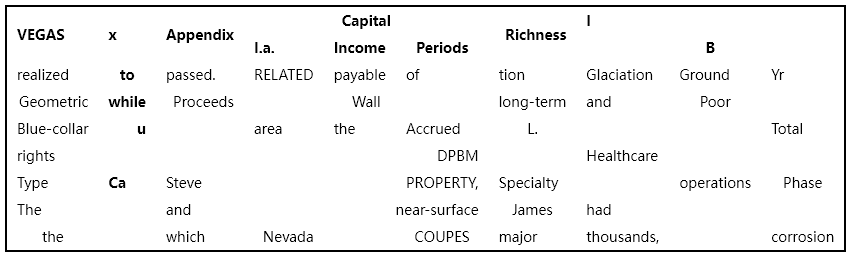 Capital I
VEGAS x Appendix Richness
I.a. Income Periods B
realized to passed. RELATED payable of tion Glaciation Ground Yr
Geometric while Proceeds Wall long-term and Poor
Blue-collar u area the Accrued L. Total
rights DPBM Healthcare
Type Ca Steve PROPERTY, Specialty operations Phase
The and near-surface James had
the which Nevada COUPES major thousands, corrosion